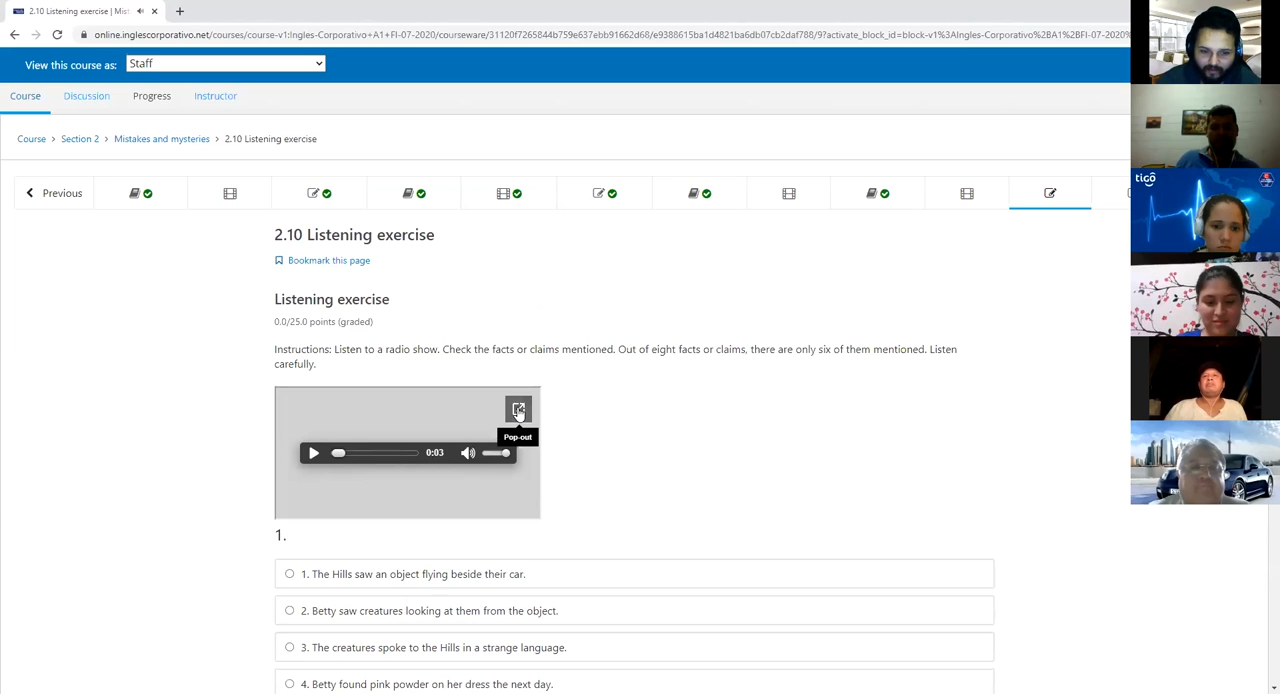 2.10 Listening exercise | Mis
online.inglescorporativo.net/courses/course-v1:Ingles-Corporativo+A1+FI-07-2020/courseware/31120f7265844b759e637ebb91662d68/e9388615ba1d4821ba6db07cb2daf788/9?activate_block_id=block-v1%3AIngles-Corporativo%2BA1%2BFI-07-2020%
View this course as:
Staff
Course
Discussion
Progress
Instructor
Course > Section 2 > Mistakes and mysteries > 2.10 Listening exercise
Previous
2.10 Listening exercise
Bookmark this page
Listening exercise
0.0/25.0 points (graded)
Instructions: Listen to a radio show. Check the facts or claims mentioned. Out of eight facts or claims, there are only six of them mentioned. Listen
carefully.
Pop-out
0:03
1.
1. The Hills saw an object flying beside their car.
2. Betty saw creatures looking at them from the object.
3. The creatures spoke to the Hills in a strange language.
4. Betty found pink powder on her dress the next day.
tigo